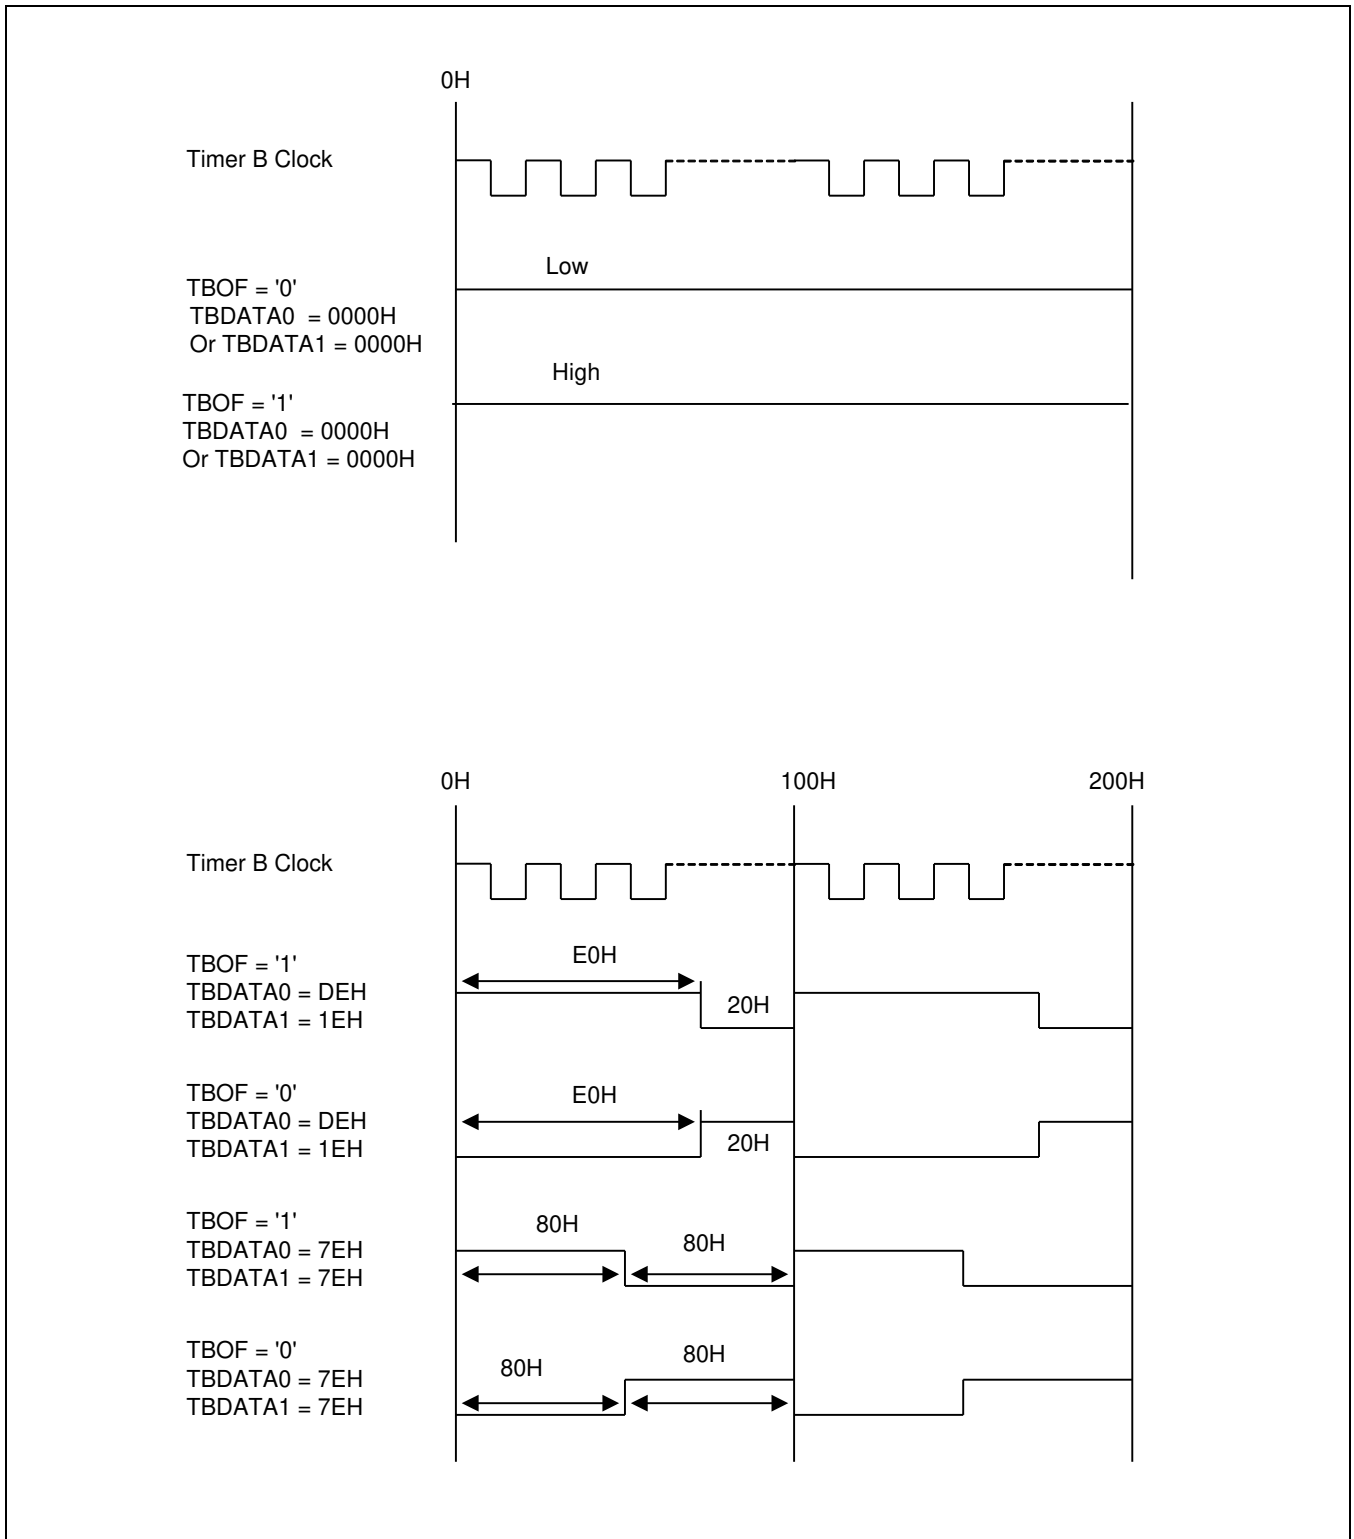 0H
Timer B Clock
Low
TBOF = '0'
TBDATA0 = 0000H
Or TBDATA1 = 0000H
High
TBOF = '1'
TBDATA0 = 0000H
Or TBDATA1 = 0000H
0H 100H 200H
Timer B Clock
E0H
TBOF = '1'
TBDATA0 = DEH
TBDATA1 = 1EH
20H
TBOF = '0'
TBDATA0 = DEH
TBDATA1 = 1EH
E0H
20H
TBOF = '1'
TBDATA0 = 7EH
TBDATA1 = 7EH
80H
80H
TBOF = '0'
TBDATA0 = 7EH
TBDATA1 = 7EH
80H
80H